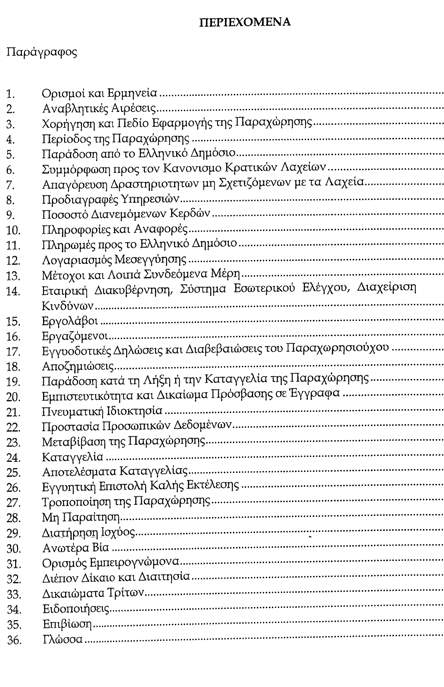 ΠΕΡΙΕΧΟΜΕΝΑ
Παράγραφος
1. Ορισμοί και Ερμηνεία
2. Αναβλητικές Αιρέσεις
3. Χορήγηση και Πεδίο Εφαρμογής της Παραχώρησης
4. Περίοδος της Παραχώρησης
5. Παράδοση από το Ελληνικό Δημόσιο
6. Συμμόρφωση προς τον Κανονισμο Κρατικών Λαχείων
7. Απαγόρευση Δραστηριοτητων μη Σχετιζόμενων με τα Λαχεία
8. Προδιαγραφές Υπηρεσιών
9. Ποσοστό Διανεμόμενων Κερδών
10. Πληροφορίες και Αναφορές
11. Πληρωμές προς το Ελληνικό Δημόσιο
12. Λογαριασμός Μεσεγγύησης
13. Μέτοχοι και Λοιπά Συνδεόμενα Μέρη
14. Εταιρική Διακυβέρνηση, Σύστημα Εσωτερικού Ελέγχου, Διαχείριση
Κινδύνων
15. Εργολάβοι
16. Εργαζόμενοι
17. Εγγυοδοτικές Δηλώσεις και Διαβεβαιώσεις του Παραχωρησιούχου
18. Αποζημιώσεις
19. Παράδοση κατά τη Λήξη ή την Καταγγελία της Παραχώρησης
20. Εμπιστευτικότητα και Δικαίωμα Πρόσβασης σε Έγγραφα
21. Πνευματική Ιδιοκτησία
22. Προστασία Προσωπικών Δεδομένων
23. Μεταβίβαση της Παραχώρησης
24. Καταγγελία
25. Αποτελέσματα Καταγγελίας
26. Εγγυητική Επιστολή Καλής Εκτέλεσης
27. Τροποποίηση της Παραχώρησης
28. Μη Παραίτηση
29. Διατήρηση Ισχύος
30. Ανωτέρα Βία
31. Ορισμός Εμπειρογνώμονα
32. Διέπον Δίκαιο και Διαιτησία
33. Δικαιώματα Τρίτων
34. Ειδοποιήσεις
35. Επιβίωση
36. Γλώσσα